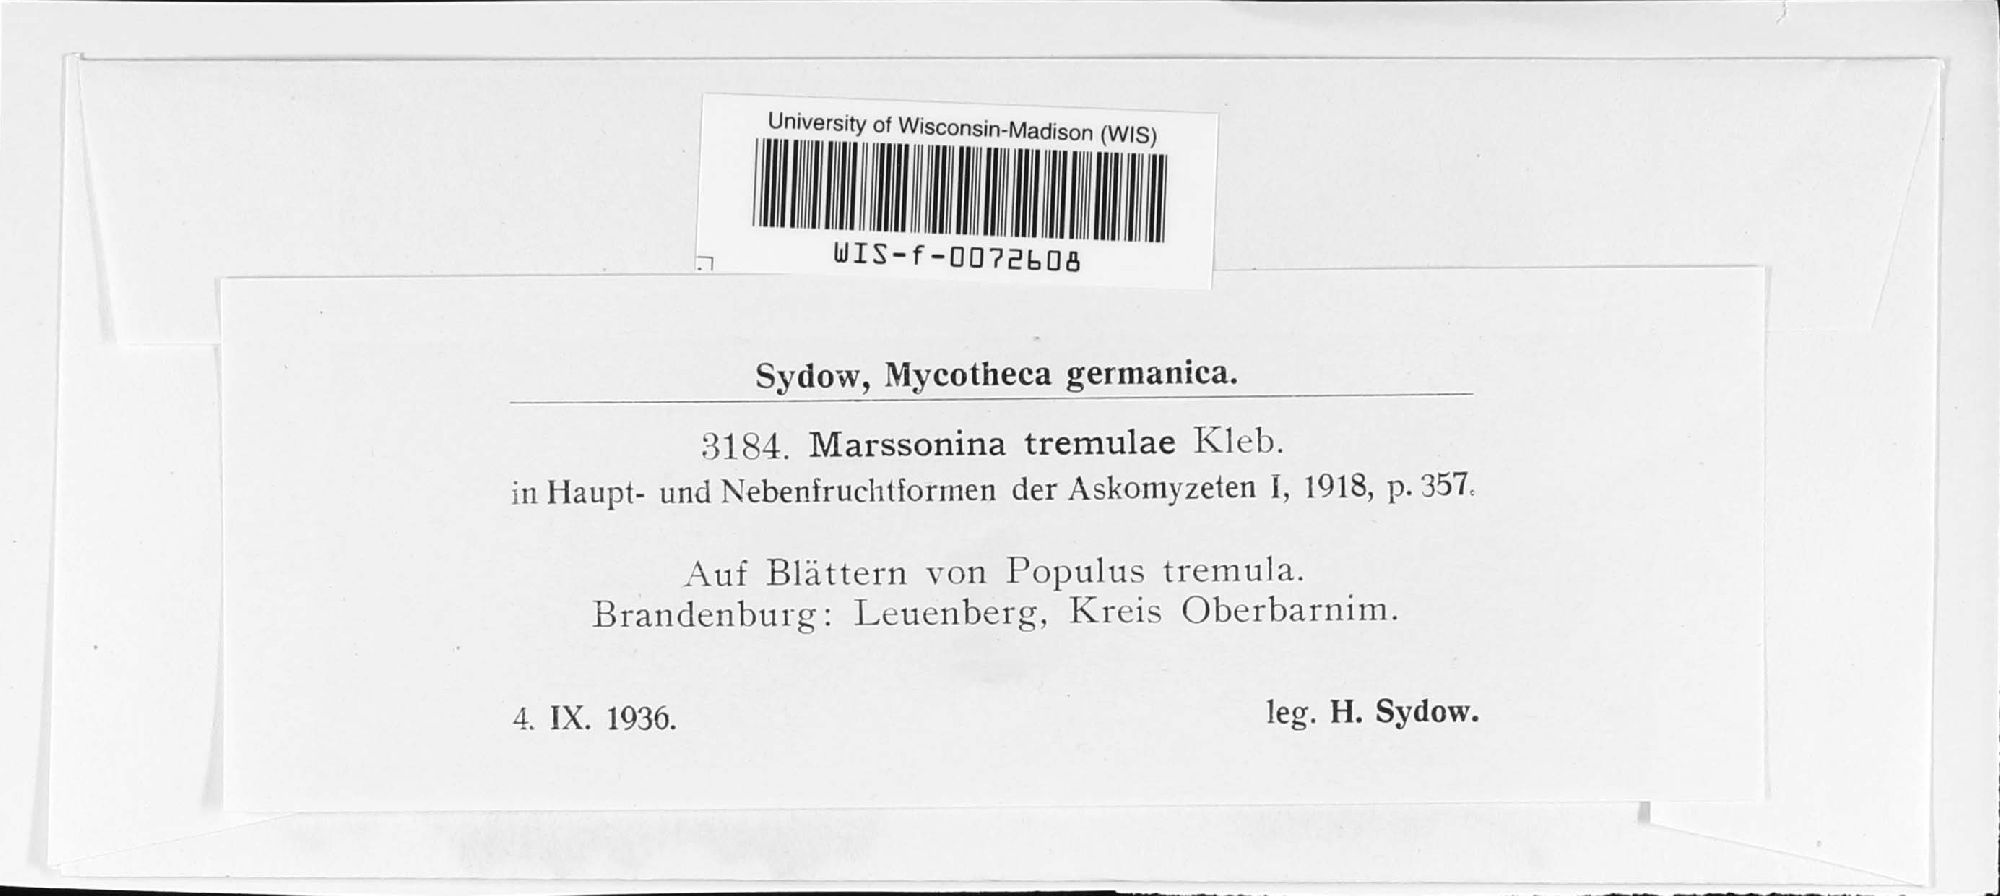 University of Wisconsin-Madison (WIS)
WIS-f-0072608
Sydow, Mycotheca germanica.
3184. Marssonina tremulae Kleb.
in Haupt- und Nebenfruchtformen der Askomyzeten I, 1918, p. 357.
Auf Blättern von Populus tremula.
Brandenburg: Leuenberg, Kreis Oberbarnim.
4. IX. 1936.
leg. H. Sydow.